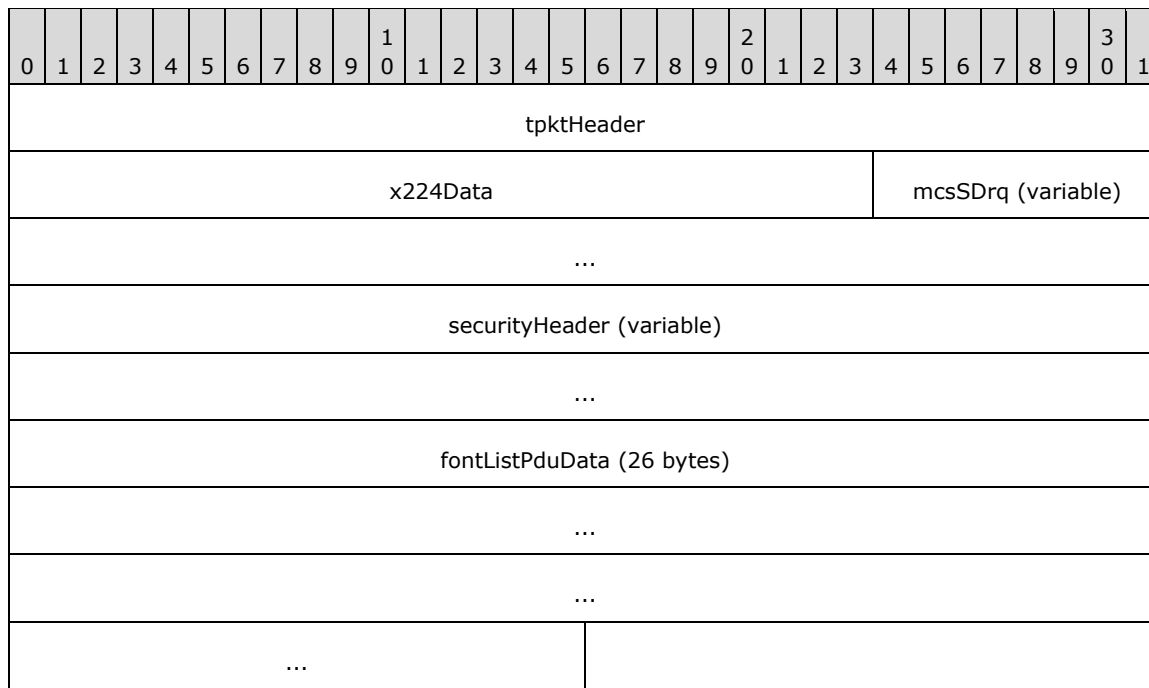 1 2 3
0 1 2 3 4 5 6 7 8 9 0 1 2 3 4 5 6 7 8 9 0 1 2 3 4 5 6 7 8 9 0 1
tpktHeader
x224Data mcsSDrq (variable)
...
securityHeader (variable)
...
fontListPduData (26 bytes)
...
...
...